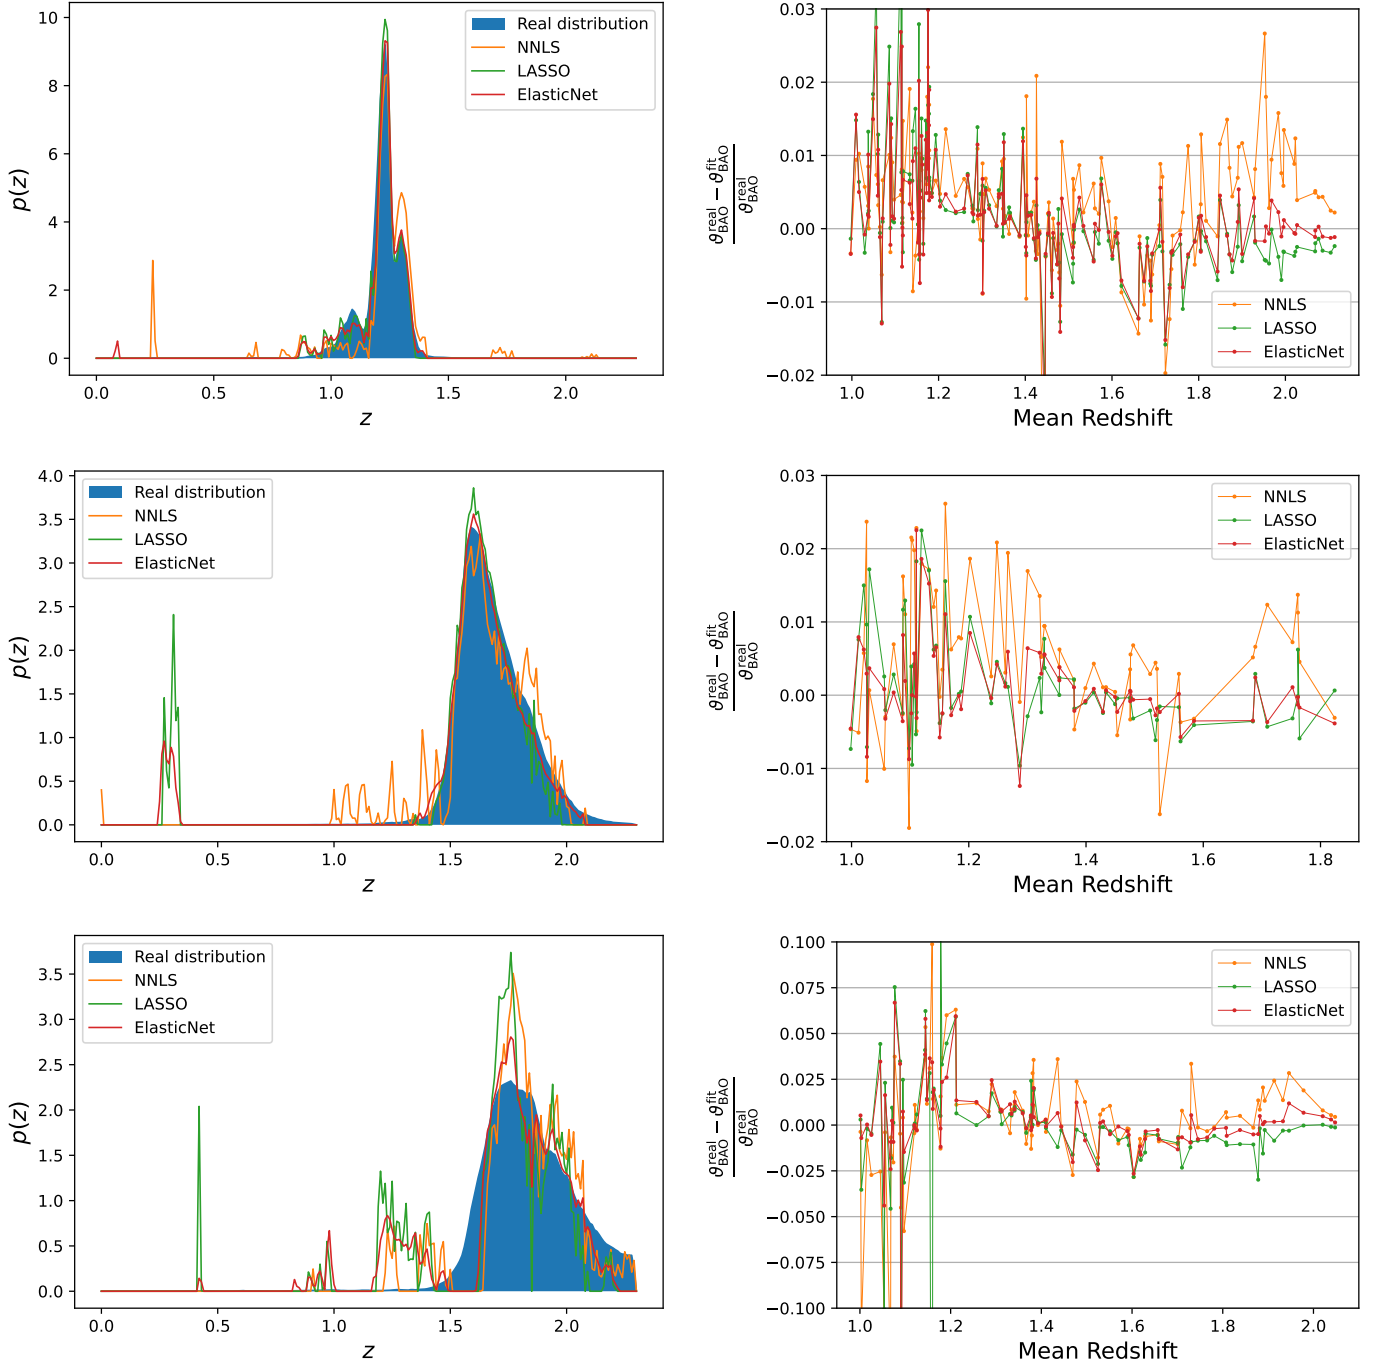 10
8
6
4
2
0
p(z)
0.0
0.5
1.0
1.5
2.0
z
Real distribution
NNLS
LASSO
ElasticNet
0.03
0.02
0.01
0.00
−0.01
−0.02
ϑ_BAO^real − ϑ_BAO^fit
ϑ_BAO^real
1.0
1.2
1.4
1.6
1.8
2.0
Mean Redshift
NNLS
LASSO
ElasticNet
4.0
3.5
3.0
2.5
2.0
1.5
1.0
0.5
0.0
p(z)
0.0
0.5
1.0
1.5
2.0
z
Real distribution
NNLS
LASSO
ElasticNet
0.03
0.02
0.01
0.00
−0.01
−0.02
ϑ_BAO^real − ϑ_BAO^fit
ϑ_BAO^real
1.0
1.2
1.4
1.6
1.8
Mean Redshift
NNLS
LASSO
ElasticNet
3.5
3.0
2.5
2.0
1.5
1.0
0.5
0.0
p(z)
0.0
0.5
1.0
1.5
2.0
z
Real distribution
NNLS
LASSO
ElasticNet
0.100
0.075
0.050
0.025
0.000
−0.025
−0.050
−0.075
−0.100
ϑ_BAO^real − ϑ_BAO^fit
ϑ_BAO^real
1.0
1.2
1.4
1.6
1.8
2.0
Mean Redshift
NNLS
LASSO
ElasticNet